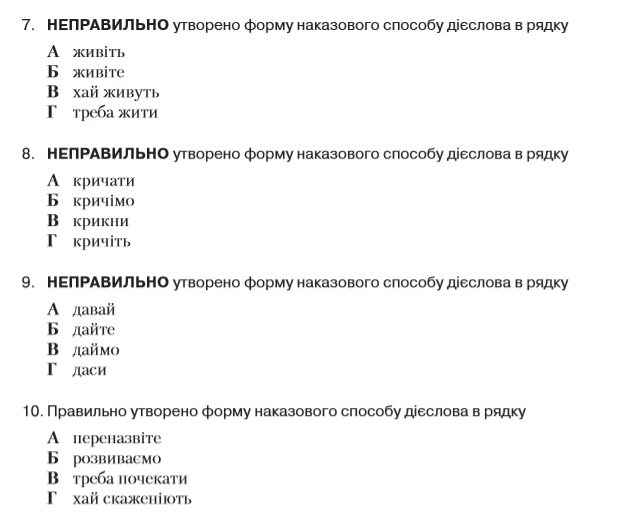 7. НЕПРАВИЛЬНО утворено форму наказового способу дієслова в рядку
А живіть
Б живіте
В хай живуть
Г треба жити
8. НЕПРАВИЛЬНО утворено форму наказового способу дієслова в рядку
А кричати
Б кричімо
В крикни
Г кричіть
9. НЕПРАВИЛЬНО утворено форму наказового способу дієслова в рядку
А давай
Б дайте
В даймо
Г даси
10. Правильно утворено форму наказового способу дієслова в рядку
А переназвіте
Б розвиваємо
В треба почекати
Г хай скаженіють